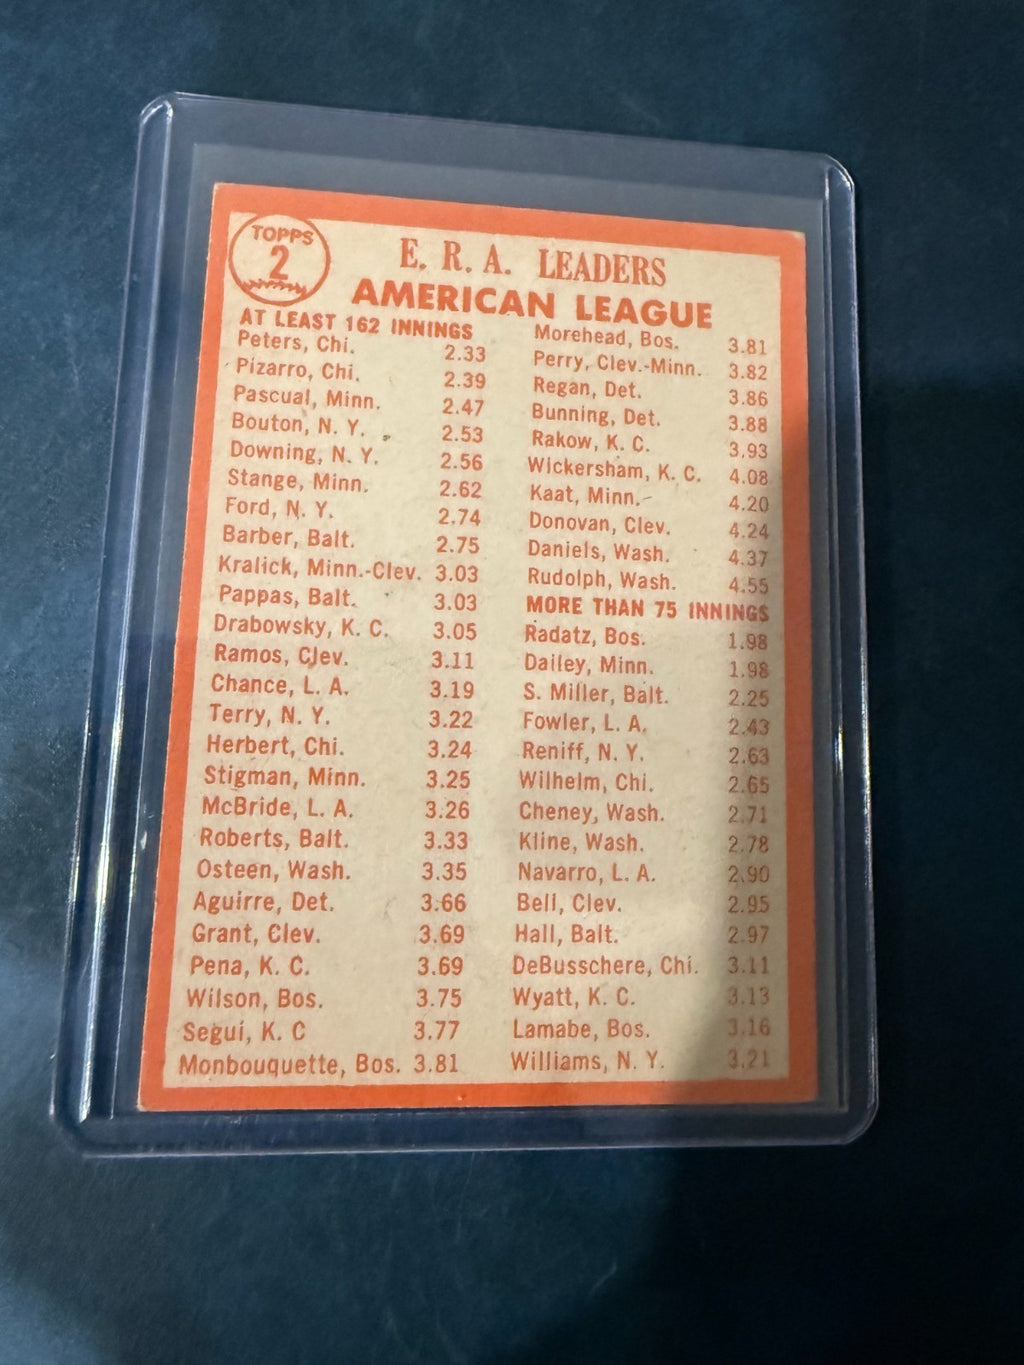 TOPPS
2
E. R. A. LEADERS
AMERICAN LEAGUE
AT LEAST 162 INNINGS
Peters, Chi. 2.33
Pizarro, Chi. 2.39
Pascual, Minn. 2.47
Bouton, N. Y. 2.53
Downing, N. Y. 2.56
Stange, Minn. 2.62
Ford, N. Y. 2.74
Barber, Balt. 2.75
Kralick, Minn.-Clev. 3.03
Pappas, Balt. 3.03
Drabowsky, K. C. 3.05
Ramos, Clev. 3.11
Chance, L. A. 3.19
Terry, N. Y. 3.22
Herbert, Chi. 3.24
Stigman, Minn. 3.25
McBride, L. A. 3.26
Roberts, Balt. 3.33
Osteen, Wash. 3.35
Aguirre, Det. 3.66
Grant, Clev. 3.69
Pena, K. C. 3.69
Wilson, Bos. 3.75
Segui, K. C 3.77
Monbouquette, Bos. 3.81
Morehead, Bos. 3.81
Perry, Clev.-Minn. 3.82
Regan, Det. 3.86
Bunning, Det. 3.88
Rakow, K. C. 3.93
Wickersham, K. C. 4.08
Kaat, Minn. 4.20
Donovan, Clev. 4.24
Daniels, Wash. 4.37
Rudolph, Wash. 4.55
MORE THAN 75 INNINGS
Radatz, Bos. 1.98
Dailey, Minn. 1.98
S. Miller, Balt. 2.25
Fowler, L. A. 2.43
Reniff, N. Y. 2.63
Wilhelm, Chi. 2.65
Cheney, Wash. 2.71
Kline, Wash. 2.78
Navarro, L. A. 2.90
Bell, Clev. 2.95
Hall, Balt. 2.97
DeBusschere, Chi. 3.11
Wyatt, K. C. 3.13
Lamabe, Bos. 3.16
Williams, N. Y. 3.21